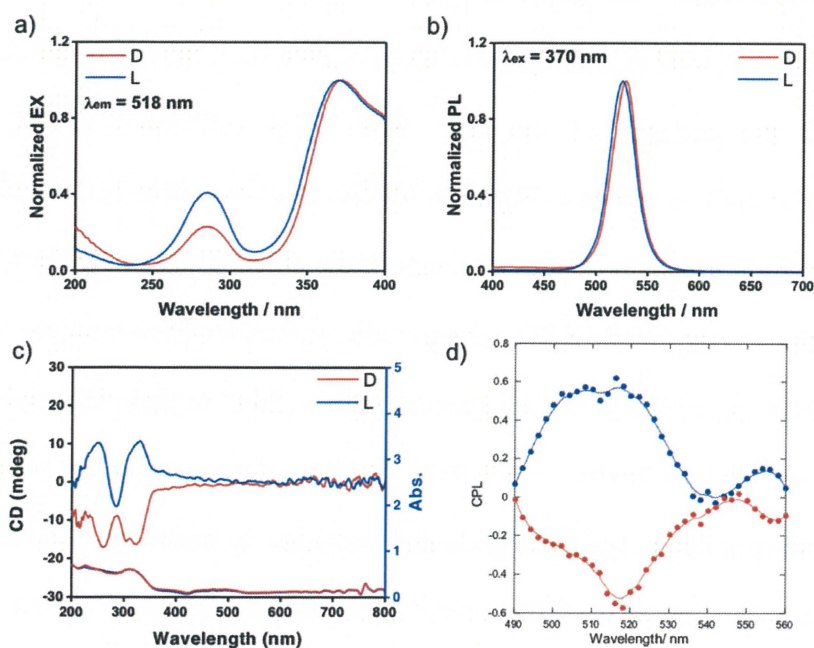 a)
1.2
D
L
λem = 518 nm
0.8
0.4
0.0
200 250 300 350 400
Normalized EX
Wavelength / nm
b)
1.2
λex = 370 nm
D
L
0.8
0.4
0.0
400 450 500 550 600 650 700
Normalized PL
Wavelength / nm
c)
30
20
10
0
-10
-20
-30
D
L
5
4
3
2
1
0
200 300 400 500 600 700 800
CD (mdeg)
Abs.
Wavelength (nm)
d)
0.6
0.4
0.2
0
-0.2
-0.4
-0.6
490 500 510 520 530 540 550 560
CPL
Wavelength/ nm